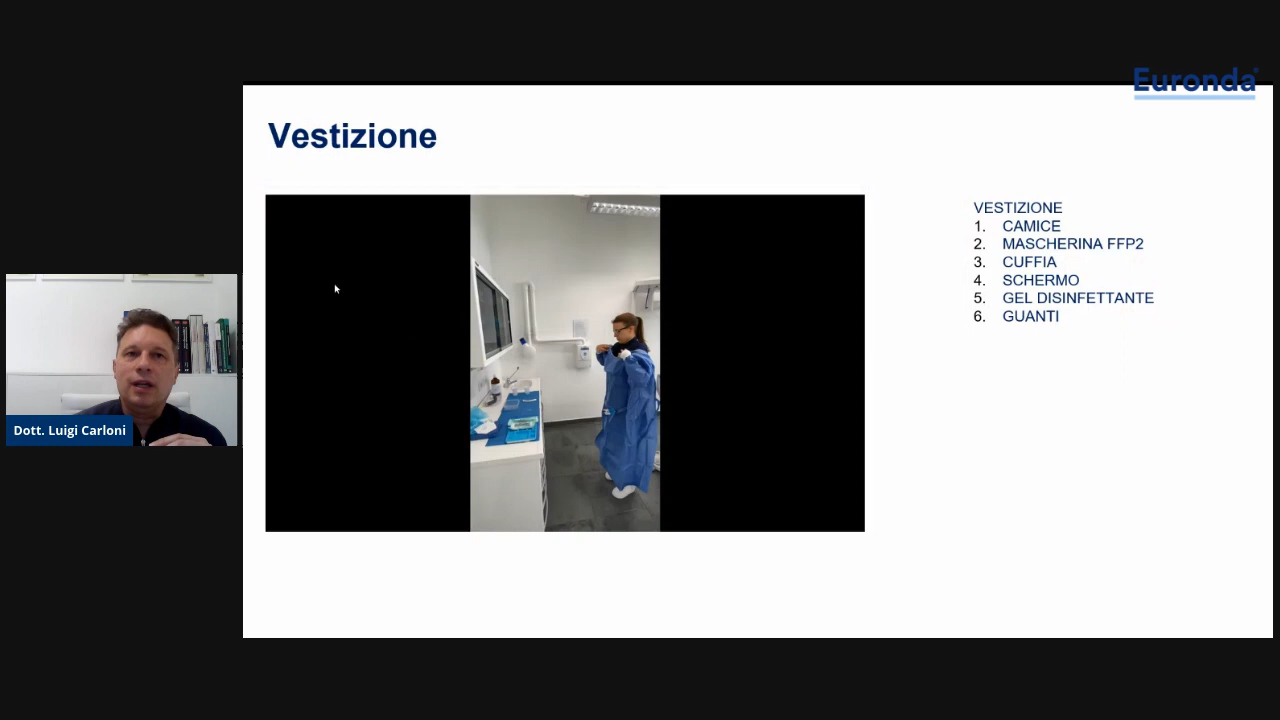 Euronda
Vestizione
VESTIZIONE
1. CAMICE
2. MASCHERINA FFP2
3. CUFFIA
4. SCHERMO
5. GEL DISINFETTANTE
6. GUANTI
Dott. Luigi Carloni